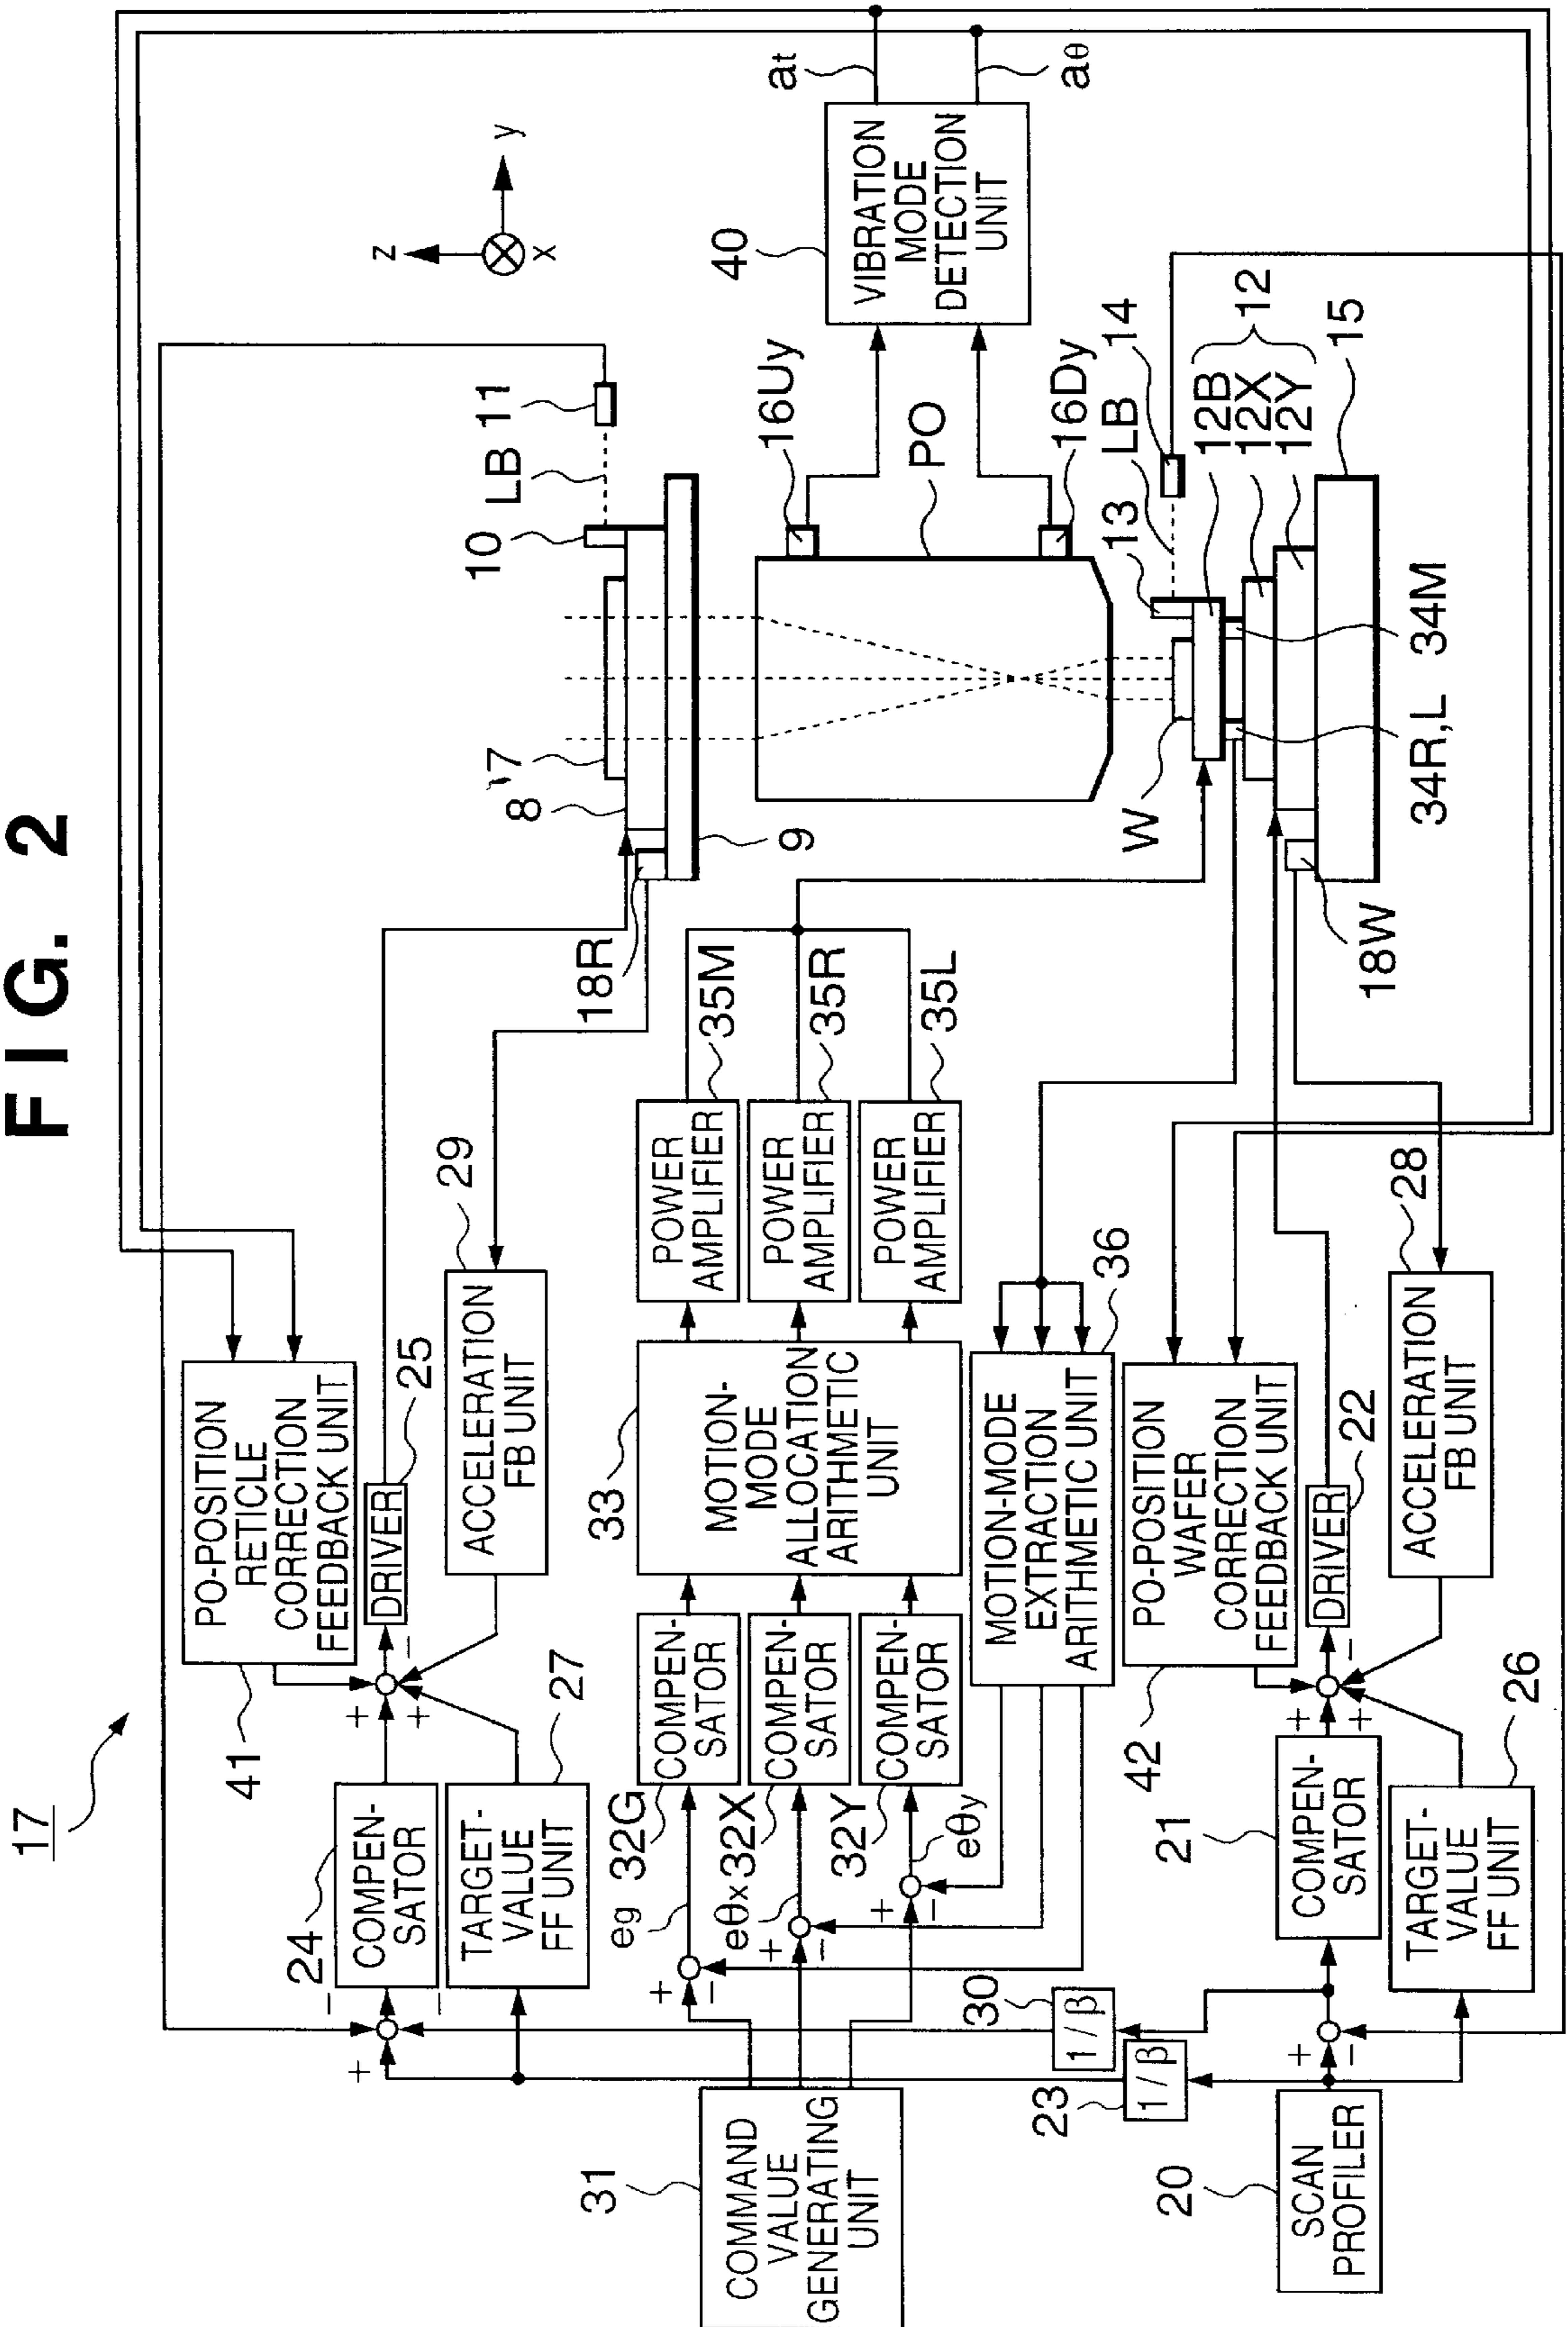 FIG. 2
17
41
PO-POSITION
RETICLE
CORRECTION
FEEDBACK UNIT
24
COMPEN-
SATOR
+
-
-
+
+
-
DRIVER
25
TARGET-
VALUE
FF UNIT
27
ACCELERATION
FB UNIT
29
18R
8
7
9
10
LB
11
z
y
x
31
COMMAND
VALUE
GENERATING
UNIT
+
-
eg
+
-
eθx
+
-
eθy
32G
COMPEN-
SATOR
32X
COMPEN-
SATOR
32Y
COMPEN-
SATOR
33
MOTION-
MODE
ALLOCATION
ARITHMETIC
UNIT
POWER
AMPLIFIER
35M
POWER
AMPLIFIER
35R
POWER
AMPLIFIER
35L
MOTION-MODE
EXTRACTION
ARITHMETIC UNIT
36
16Uy
PO
16Dy
40
VIBRATION
MODE
DETECTION
UNIT
at
aθ
W
13
LB
14
12B
12X
12Y
12
15
34R,L
34M
18W
30
1/β
23
1/β
20
SCAN
PROFILER
+
-
21
COMPEN-
SATOR
+
+
-
42
PO-POSITION
WAFER
CORRECTION
FEEDBACK UNIT
DRIVER
22
TARGET-
VALUE
FF UNIT
26
ACCELERATION
FB UNIT
28